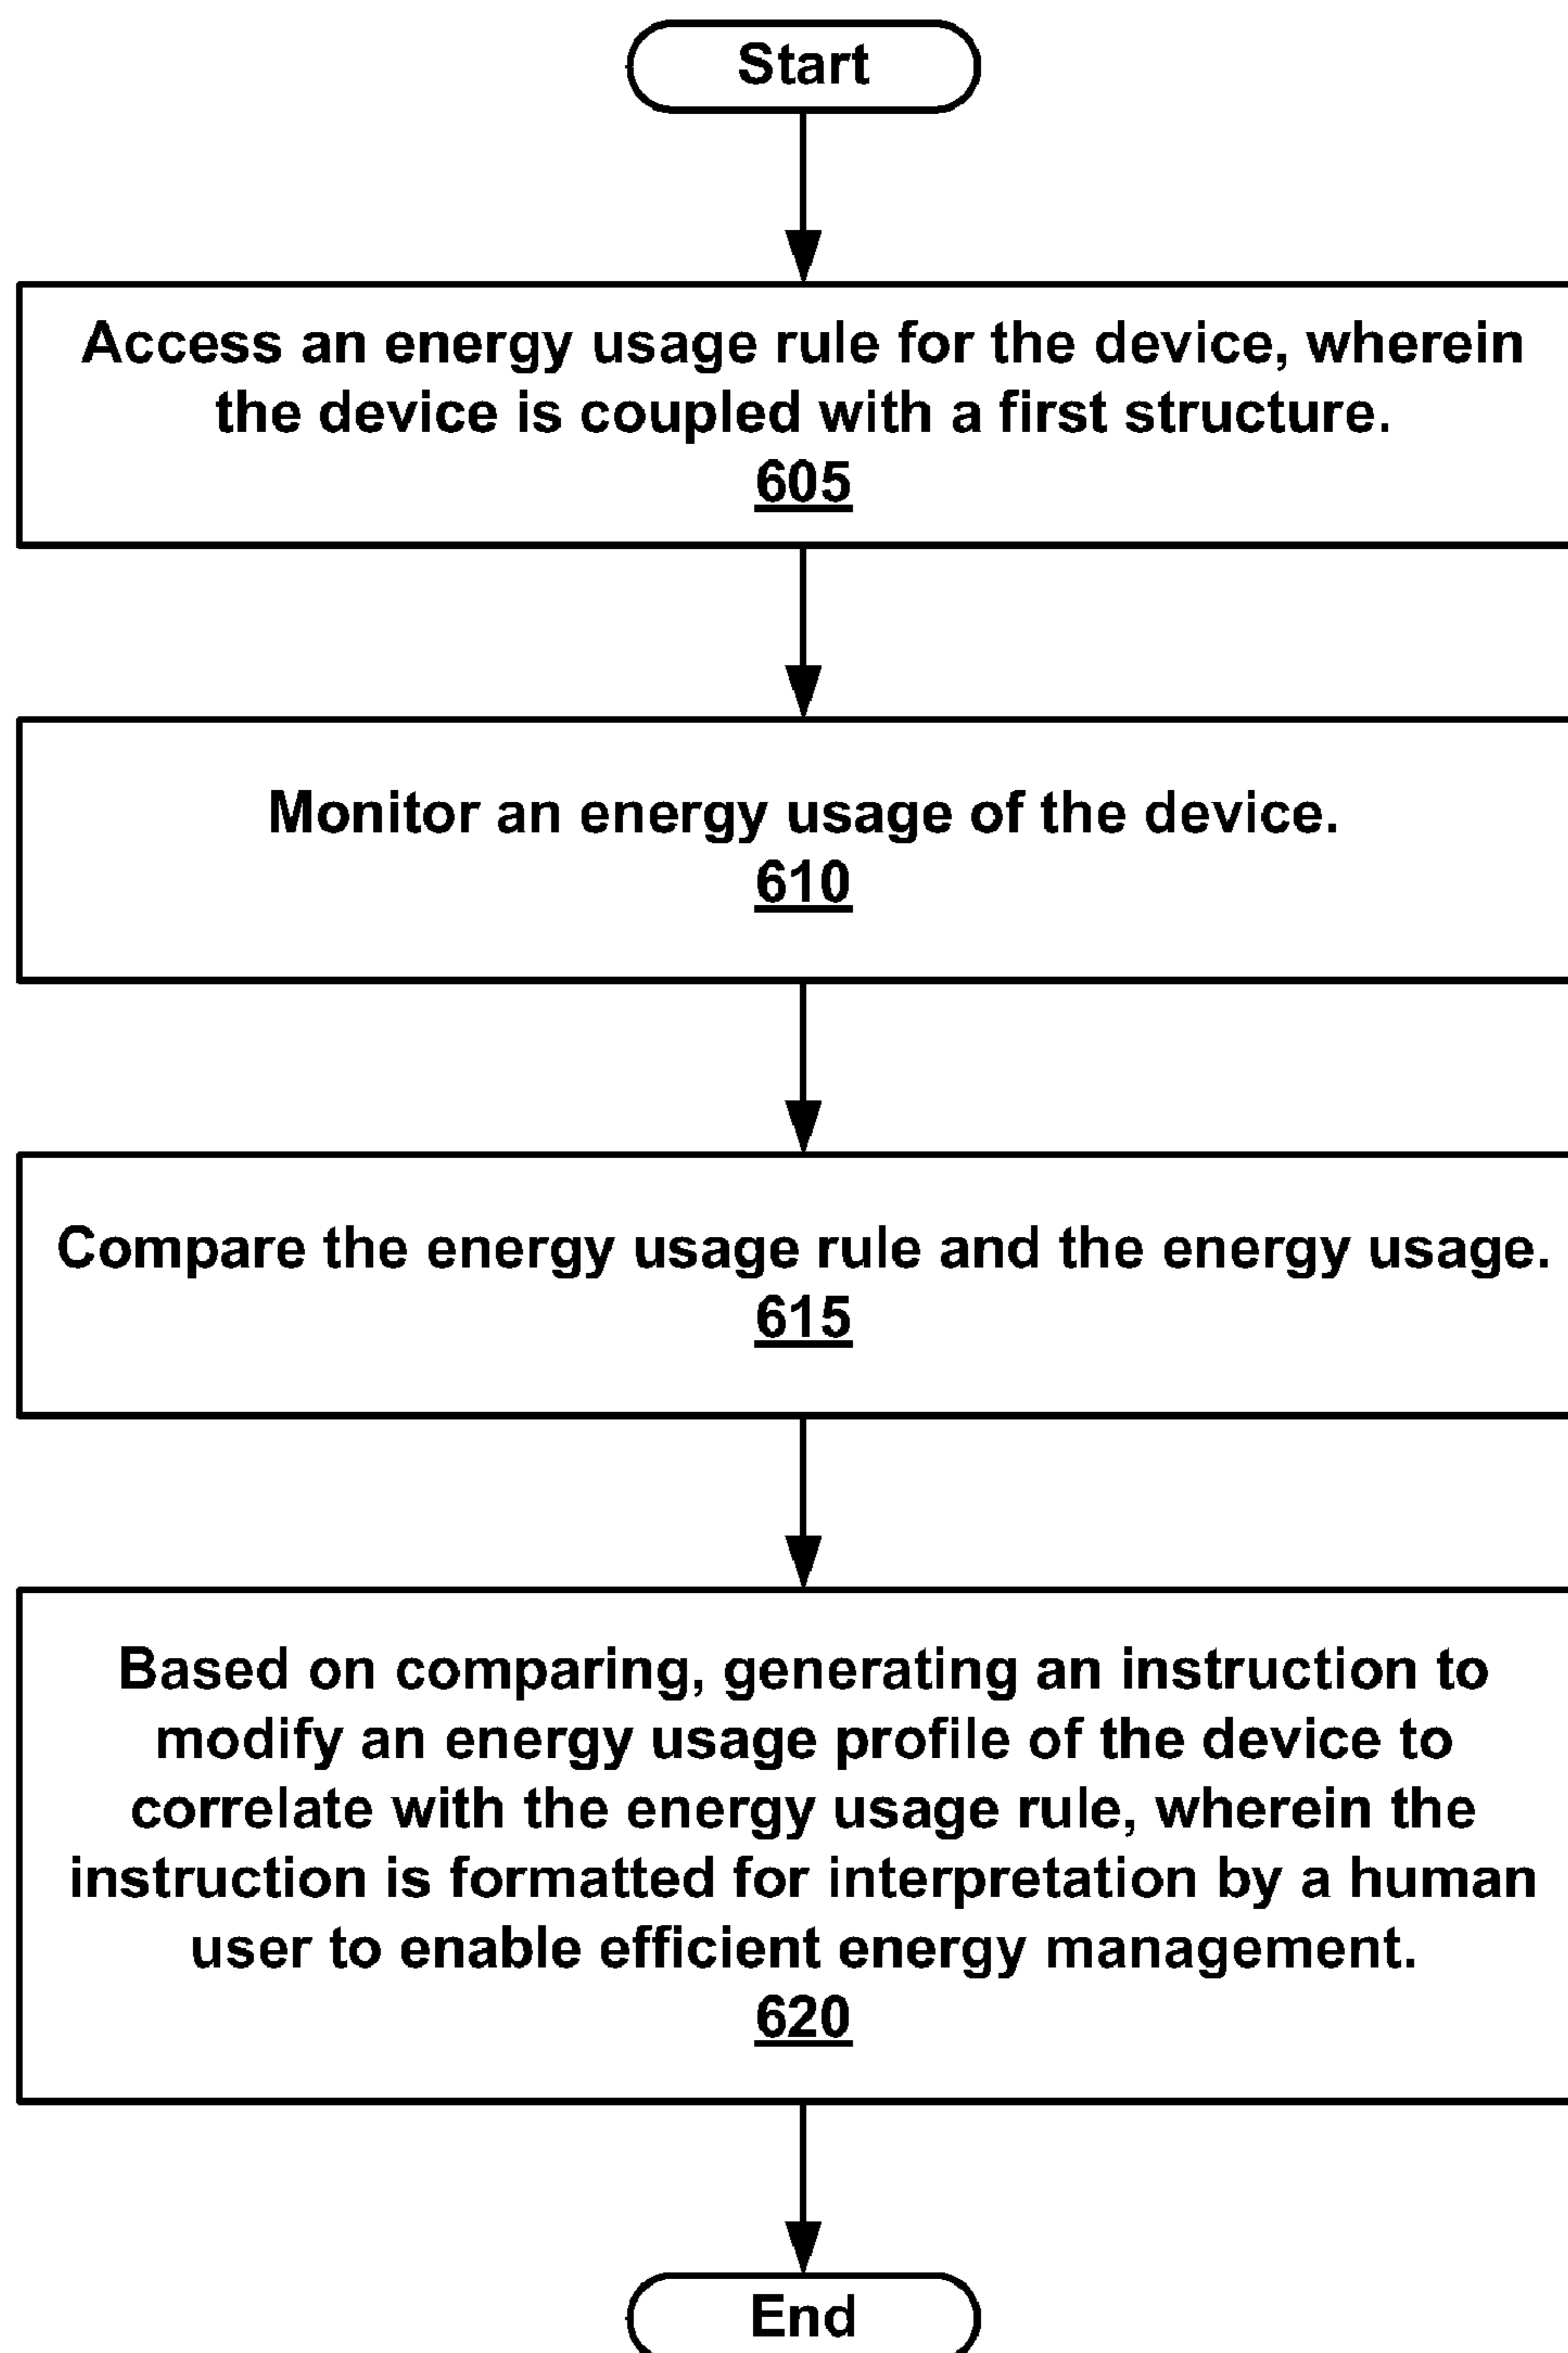 Start
Access an energy usage rule for the device, wherein
the device is coupled with a first structure.
605
Monitor an energy usage of the device.
610
Compare the energy usage rule and the energy usage.
615
Based on comparing, generating an instruction to
modify an energy usage profile of the device to
correlate with the energy usage rule, wherein the
instruction is formatted for interpretation by a human
user to enable efficient energy management.
620
End